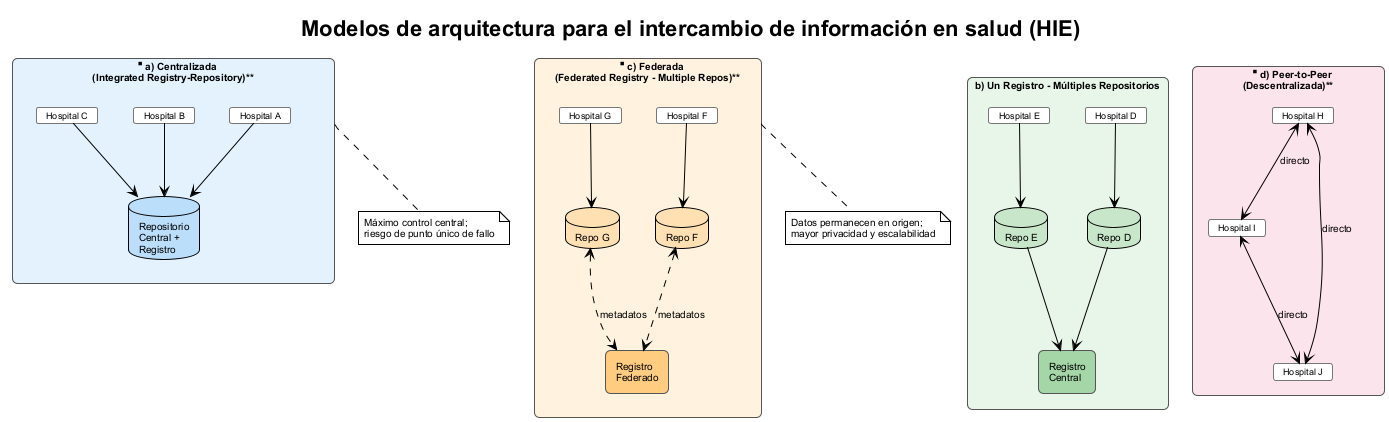 Modelos de arquitectura para el intercambio de información en salud (HIE)
▪ a) Centralizada
(Integrated Registry-Repository)**
Hospital C
Hospital B
Hospital A
Repositorio
Central +
Registro
Máximo control central;
riesgo de punto único de fallo
▪ c) Federada
(Federated Registry - Multiple Repos)**
Hospital G
Hospital F
Repo G
Repo F
metadatos
metadatos
Registro
Federado
Datos permanecen en origen;
mayor privacidad y escalabilidad
b) Un Registro - Múltiples Repositorios
Hospital E
Hospital D
Repo E
Repo D
Registro
Central
▪ d) Peer-to-Peer
(Descentralizada)**
Hospital H
directo
Hospital I
directo
directo
Hospital J